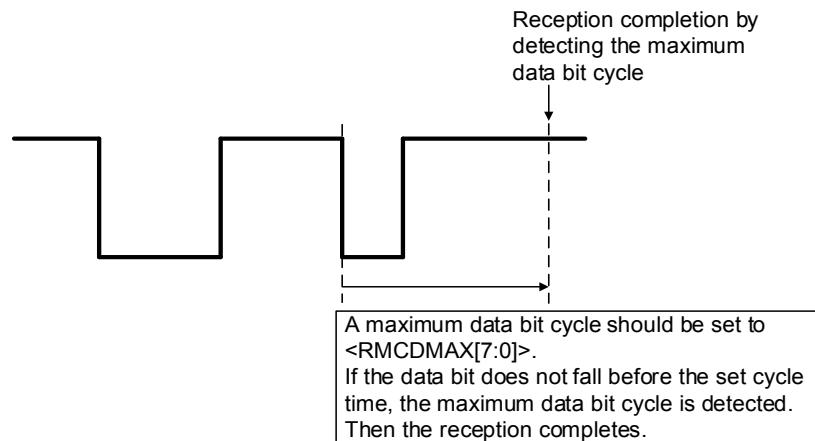 Reception completion by
detecting the maximum
data bit cycle
A maximum data bit cycle should be set to
<RMCDMAX[7:0]>.
If the data bit does not fall before the set cycle
time, the maximum data bit cycle is detected.
Then the reception completes.